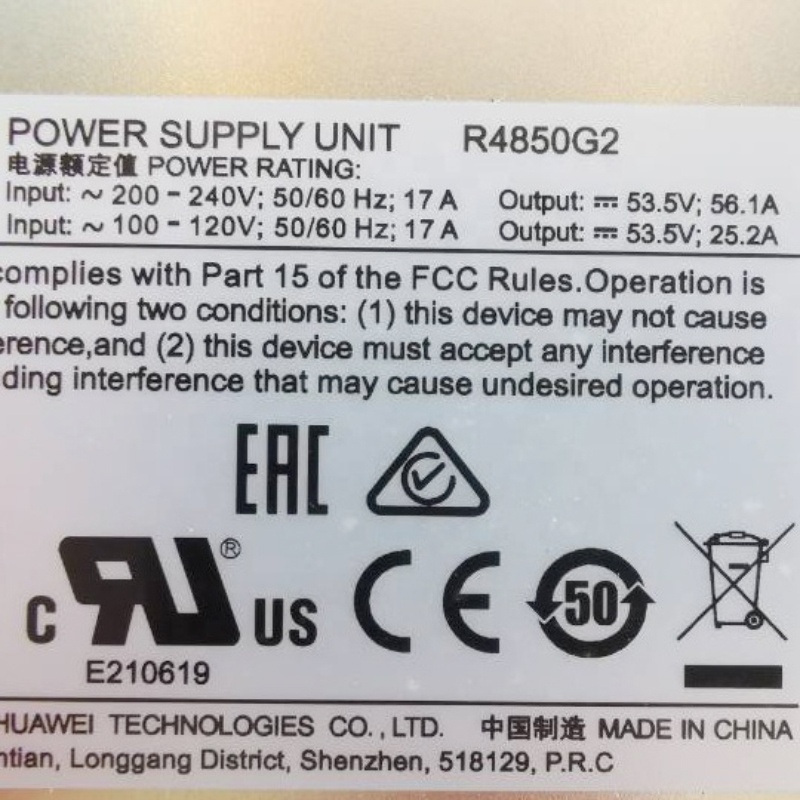 POWER SUPPLY UNIT R4850G2
电源额定值 POWER RATING:
Input: ~ 200 - 240V; 50/60 Hz; 17 A Output: ⎓ 53.5V; 56.1A
Input: ~ 100 - 120V; 50/60 Hz; 17 A Output: ⎓ 53.5V; 25.2A
complies with Part 15 of the FCC Rules.Operation is
following two conditions: (1) this device may not cause
erence,and (2) this device must accept any interference
ding interference that may cause undesired operation.
EAC
c RU ® US CE 50
E210619
HUAWEI TECHNOLOGIES CO.,LTD. 中国制造 MADE IN CHINA
ntian, Longgang District, Shenzhen, 518129, P.R.C